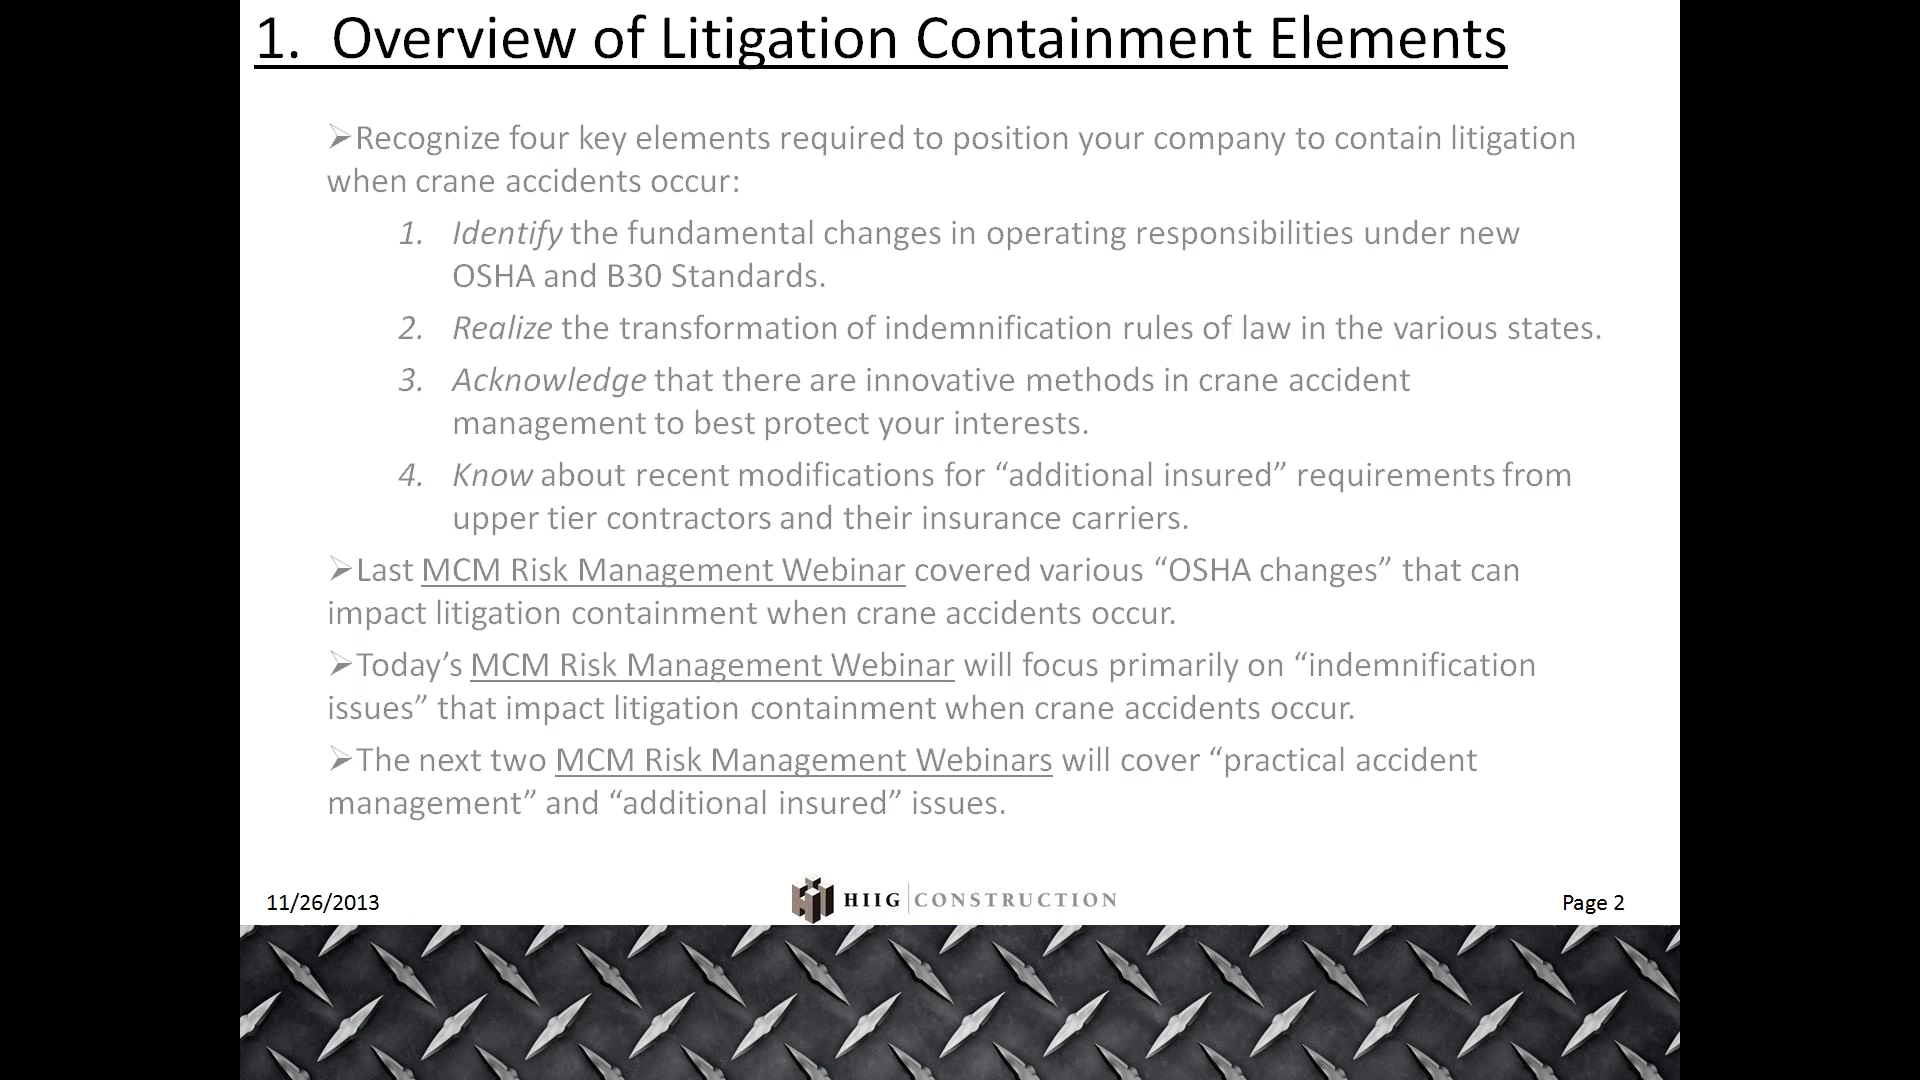 1. Overview of Litigation Containment Elements
➢Recognize four key elements required to position your company to contain litigation
when crane accidents occur:
1. Identify the fundamental changes in operating responsibilities under new
OSHA and B30 Standards.
2. Realize the transformation of indemnification rules of law in the various states.
3. Acknowledge that there are innovative methods in crane accident
management to best protect your interests.
4. Know about recent modifications for “additional insured” requirements from
upper tier contractors and their insurance carriers.
➢Last MCM Risk Management Webinar covered various “OSHA changes” that can
impact litigation containment when crane accidents occur.
➢Today’s MCM Risk Management Webinar will focus primarily on “indemnification
issues” that impact litigation containment when crane accidents occur.
➢The next two MCM Risk Management Webinars will cover “practical accident
management” and “additional insured” issues.
11/26/2013
HIIG CONSTRUCTION
Page 2